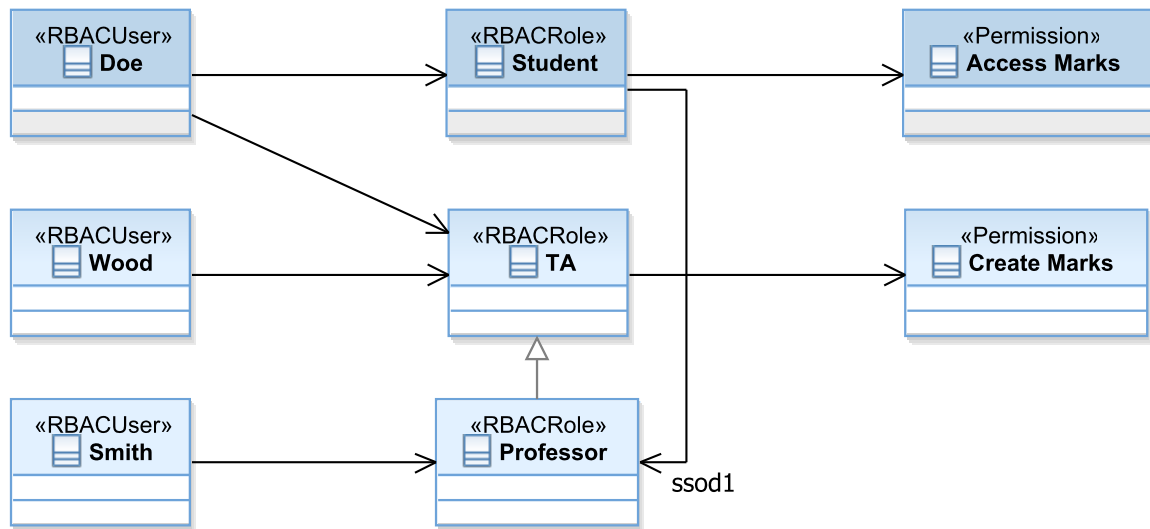 «RBACUser»
Doe
«RBACRole»
Student
«Permission»
Access Marks
«RBACUser»
Wood
«RBACRole»
TA
«Permission»
Create Marks
«RBACUser»
Smith
«RBACRole»
Professor
ssod1